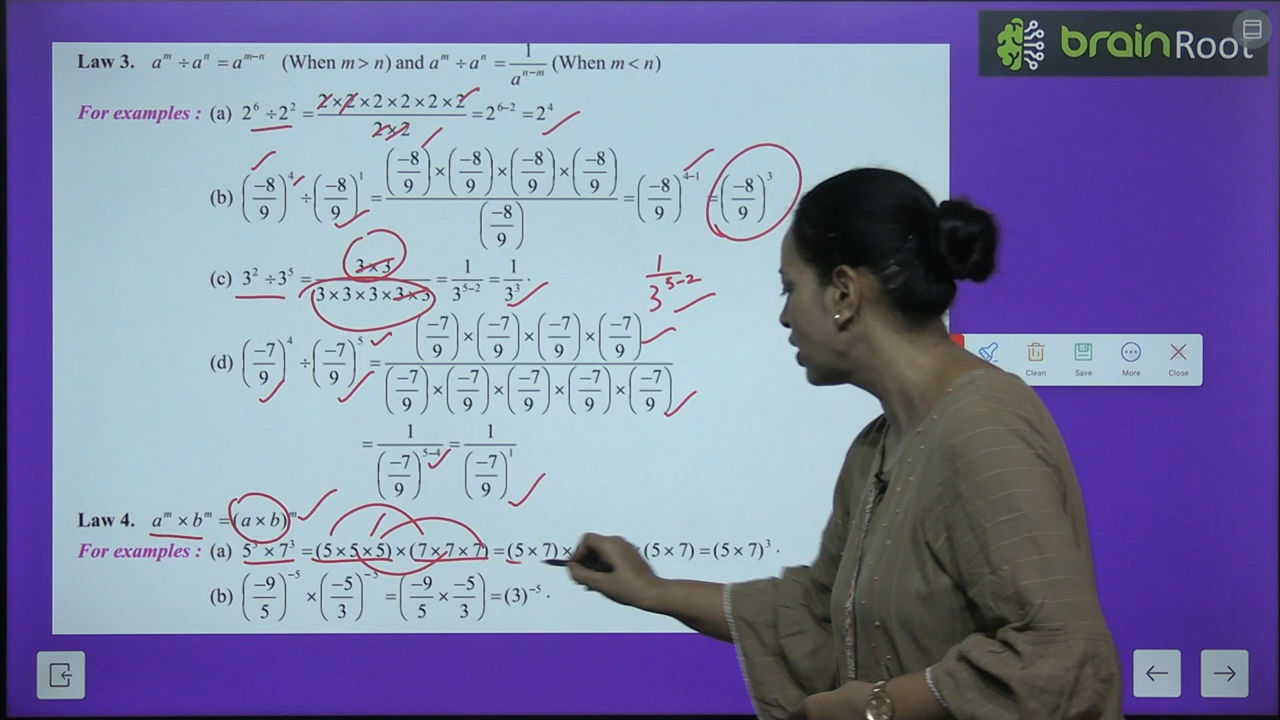 brainRoot
Law 3. a^m ÷ a^n = a^{m–n} (When m > n) and a^m ÷ a^n = 1/a^{n–m} (When m < n)
For examples : (a) 2^6 ÷ 2^2 = (2 × 2 × 2 × 2 × 2 × 2)/(2 × 2) = 2^{6–2} = 2^4
(b) (–8/9)^4 ÷ (–8/9)^1 = ((–8/9) × (–8/9) × (–8/9) × (–8/9))/(–8/9) = (–8/9)^{4–1} = (–8/9)^3
(c) 3^2 ÷ 3^5 = (3 × 3)/(3 × 3 × 3 × 3 × 3) = 1/3^{5–2} = 1/3^3 .
1/3^{5-2}
(d) (–7/9)^4 ÷ (–7/9)^5 = ((–7/9) × (–7/9) × (–7/9) × (–7/9))/((–7/9) × (–7/9) × (–7/9) × (–7/9) × (–7/9))
= 1/(–7/9)^{5–4} = 1/(–7/9)^1
Clean Save More Close
Law 4. a^m × b^m = (a × b)^m
For examples : (a) 5^3 × 7^3 = (5 × 5 × 5) × (7 × 7 × 7) = (5 × 7) × (5 × 7) = (5 × 7)^3 .
(b) (–9/5)^{–5} × (–5/3)^{–5} = (–9/5 × –5/3) = (3)^{–5} .